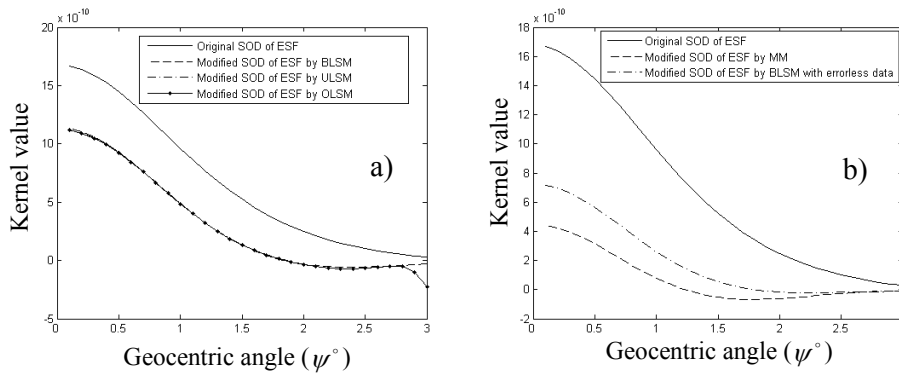 x 10⁻¹⁰
20
15
10
5
0
-5
0
0.5
1
1.5
2
2.5
3
Original SOD of ESF
Modified SOD of ESF by BLSM
Modified SOD of ESF by ULSM
Modified SOD of ESF by OLSM
a)
Kernel value
Geocentric angle (ψ°)
x 10⁻¹⁰
18
16
14
12
10
8
6
4
2
0
-2
0
0.5
1
1.5
2
2.5
Original SOD of ESF
Modified SOD of ESF by MM
Modified SOD of ESF by BLSM with errorless data
b)
Kernel value
Geocentric angle (ψ°)